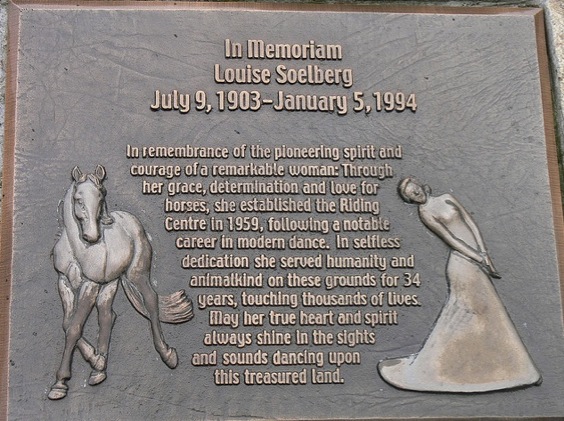 In Memoriam
Louise Soelberg
July 9, 1903–January 5, 1994
In remembrance of the pioneering spirit and
courage of a remarkable woman: Through
her grace, determination and love for
horses, she established the Riding
Centre in 1959, following a notable
career in modern dance. In selfless
dedication she served humanity and
animalkind on these grounds for 34
years, touching thousands of lives.
May her true heart and spirit
always shine in the sights
and sounds dancing upon
this treasured land.